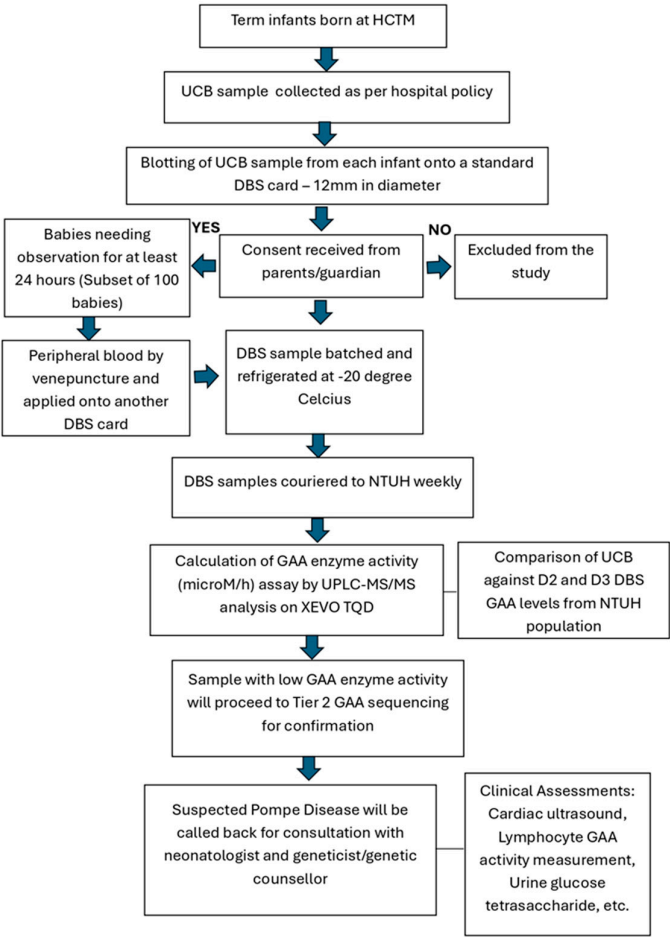 Term infants born at HCTM
UCB sample collected as per hospital policy
Blotting of UCB sample from each infant onto a standard
DBS card – 12mm in diameter
YES
NO
Babies needing
observation for at least
24 hours (Subset of 100
babies)
Consent received from
parents/guardian
Excluded from the
study
Peripheral blood by
venepuncture and
applied onto another
DBS card
DBS sample batched and
refrigerated at -20 degree
Celcius
DBS samples couriered to NTUH weekly
Calculation of GAA enzyme activity
(microM/h) assay by UPLC-MS/MS
analysis on XEVO TQD
Comparison of UCB
against D2 and D3 DBS
GAA levels from NTUH
population
Sample with low GAA enzyme activity
will proceed to Tier 2 GAA sequencing
for confirmation
Suspected Pompe Disease will be
called back for consultation with
neonatologist and geneticist/genetic
counsellor
Clinical Assessments:
Cardiac ultrasound,
Lymphocyte GAA
activity measurement,
Urine glucose
tetrasaccharide, etc.